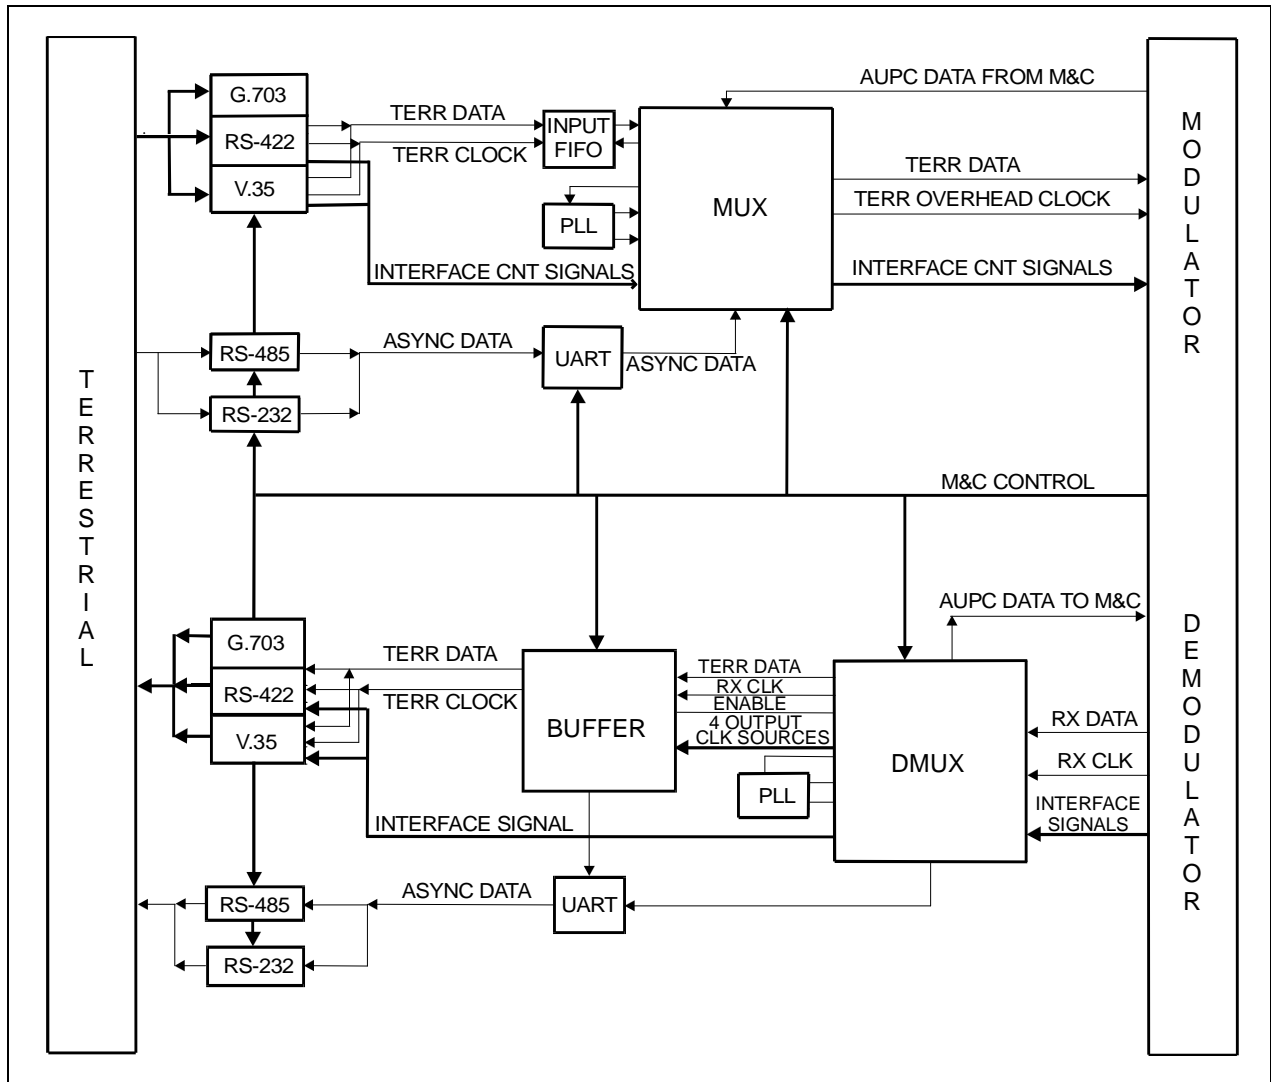 TERRESTRIAL
G.703
RS-422
V.35
TERR DATA
TERR CLOCK
INPUT
FIFO
PLL
INTERFACE CNT SIGNALS
MUX
AUPC DATA FROM M&C
TERR DATA
TERR OVERHEAD CLOCK
INTERFACE CNT SIGNALS
MODULATOR
RS-485
RS-232
ASYNC DATA
UART
ASYNC DATA
M&C CONTROL
G.703
RS-422
V.35
TERR DATA
TERR CLOCK
BUFFER
TERR DATA
RX CLK
ENABLE
4 OUTPUT
CLK SOURCES
PLL
DMUX
AUPC DATA TO M&C
RX DATA
RX CLK
INTERFACE
SIGNALS
DEMODULATOR
INTERFACE SIGNAL
RS-485
RS-232
ASYNC DATA
UART